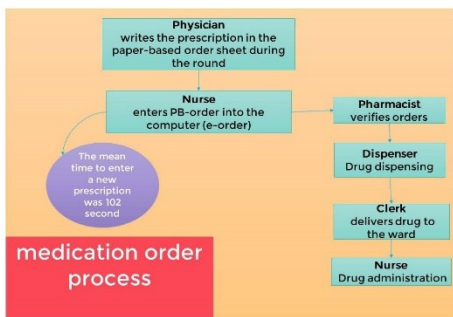 Physician
writes the prescription in the
paper-based order sheet during
the round
Nurse
enters PB-order into the
computer (e-order)
The mean
time to enter
a new
prescription
was 102
second
Pharmacist
verifies orders
Dispenser
Drug dispensing
Clerk
delivers drug to
the ward
Nurse
Drug administration
medication order
process